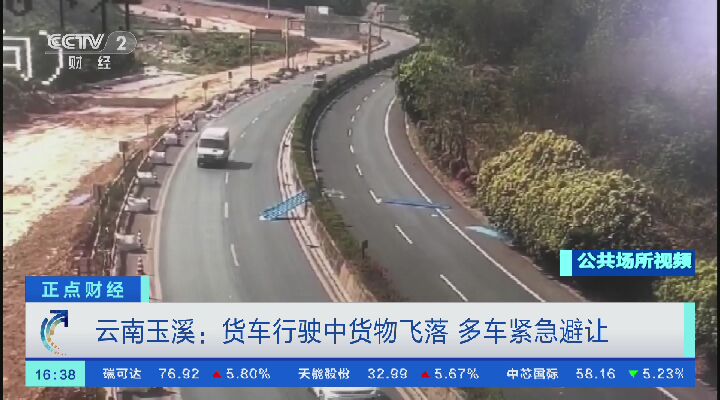 CCTV 2
财经
公共场所视频
正点财经
云南玉溪：货车行驶中货物飞落 多车紧急避让
16:38 瑞可达 76.92 ▲ 5.80% 天能股份 32.99 ▲ 5.67% 中芯国际 58.16 ▼ 5.23%